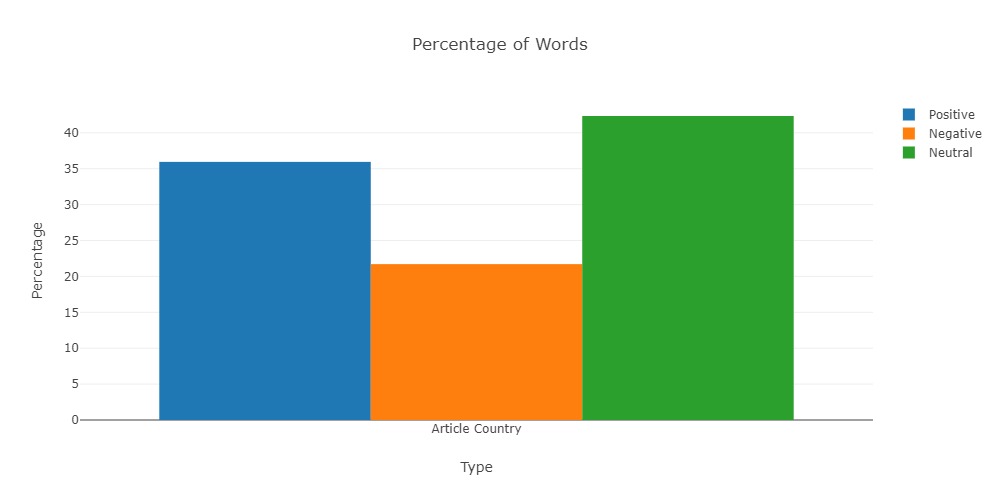 Percentage of Words
Positive
Negative
Neutral
Percentage
40
35
30
25
20
15
10
5
0
Article Country
Type